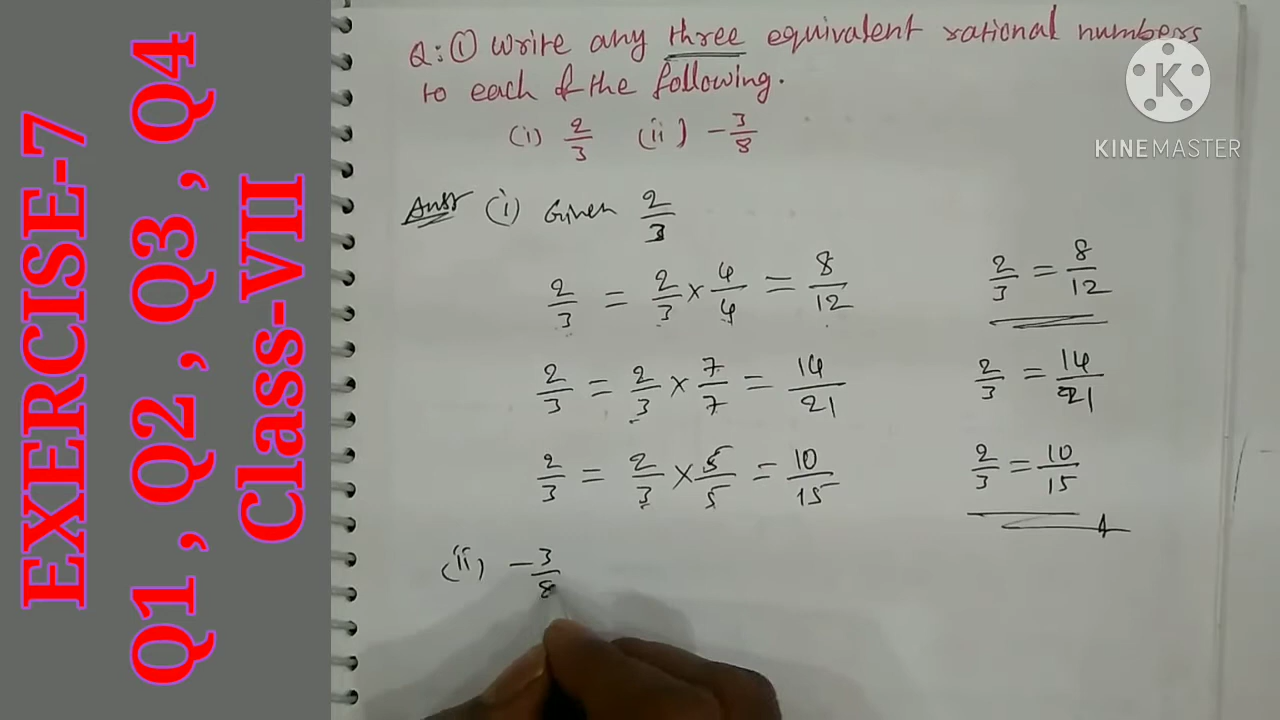 EXERCISE-7
Q1 , Q2 , Q3 , Q4
Class-VII
Q:① Write any three equivalent rational numbers
to each of the following.
(i) 2/3 (ii) -3/8
KINEMASTER
Ans: (i) Given 2/3
2/3 = 2/3 × 4/4 = 8/12 2/3 = 8/12
2/3 = 2/3 × 7/7 = 14/21 2/3 = 14/21
2/3 = 2/3 × 5/5 = 10/15 2/3 = 10/15
(ii) -3/8